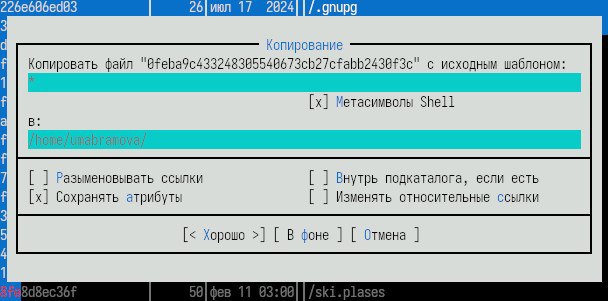 226e606ed03 26 июл 17 2024 /.gnupg
Копирование
Копировать файл "0feba9c433248305540673cb27cfabb2430f3c" с исходным шаблоном:
*
[x] Метасимволы Shell
в:
/home/umabramova/
[ ] Разыменовывать ссылки [ ] Внутрь подкаталога, если есть
[x] Сохранять атрибуты [ ] Изменять относительные ссылки
[< Хорошо >] [ В фоне ] [ Отмена ]
8fa8d8ec36f 50 фев 11 03:00 /ski.plases